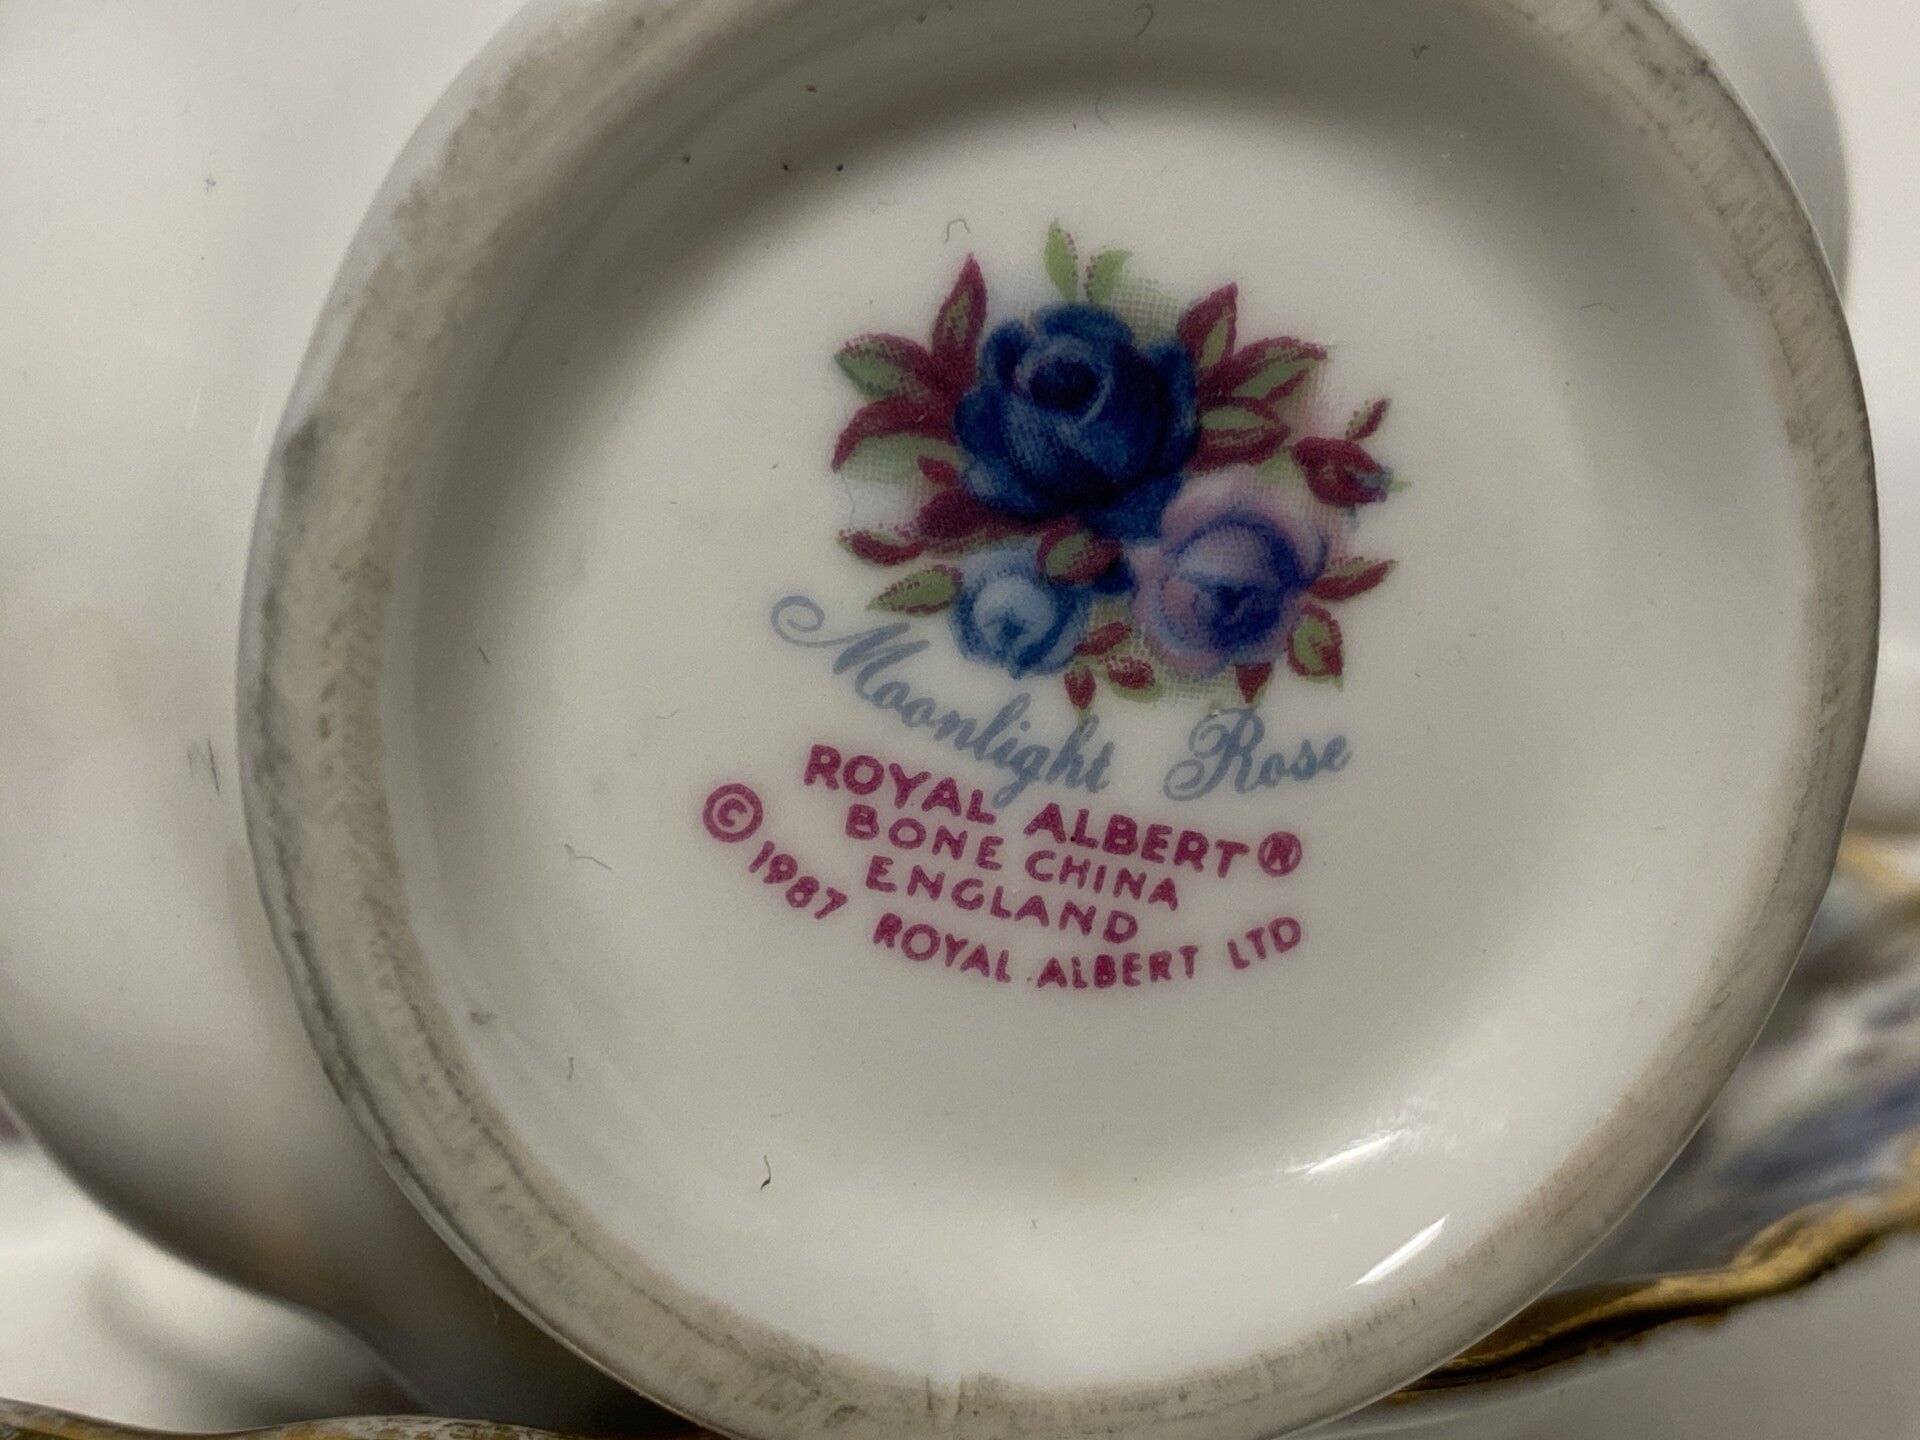 Moonlight Rose
ROYAL ALBERT®
BONE CHINA
ENGLAND
© 1987 ROYAL ALBERT LTD